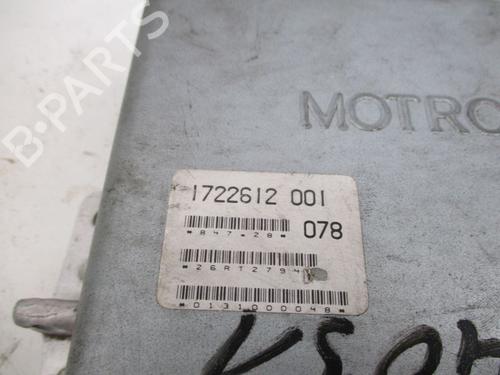 B-PARTS
MOTRO
1722612 001
*847-28* 078
*26RT2794
*0131000048*